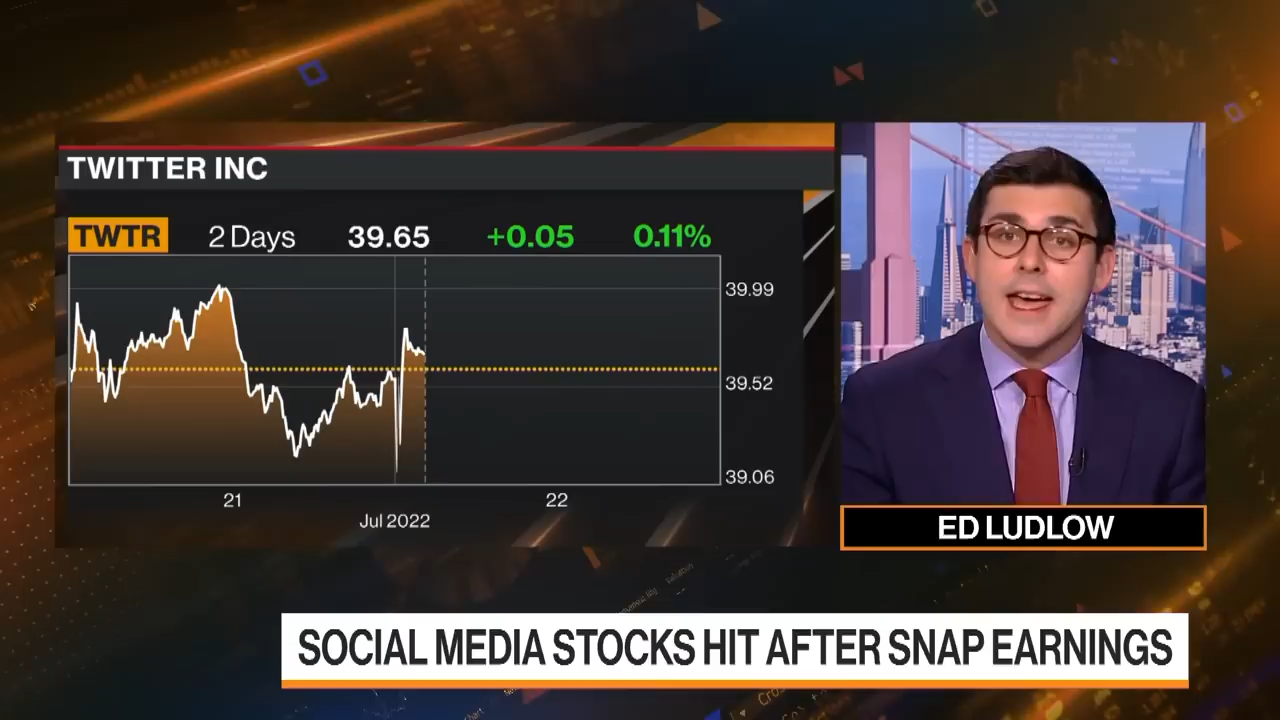 TWITTER INC
TWTR 2 Days 39.65 +0.05 0.11%
39.99
39.52
39.06
21 22
Jul 2022
ED LUDLOW
SOCIAL MEDIA STOCKS HIT AFTER SNAP EARNINGS